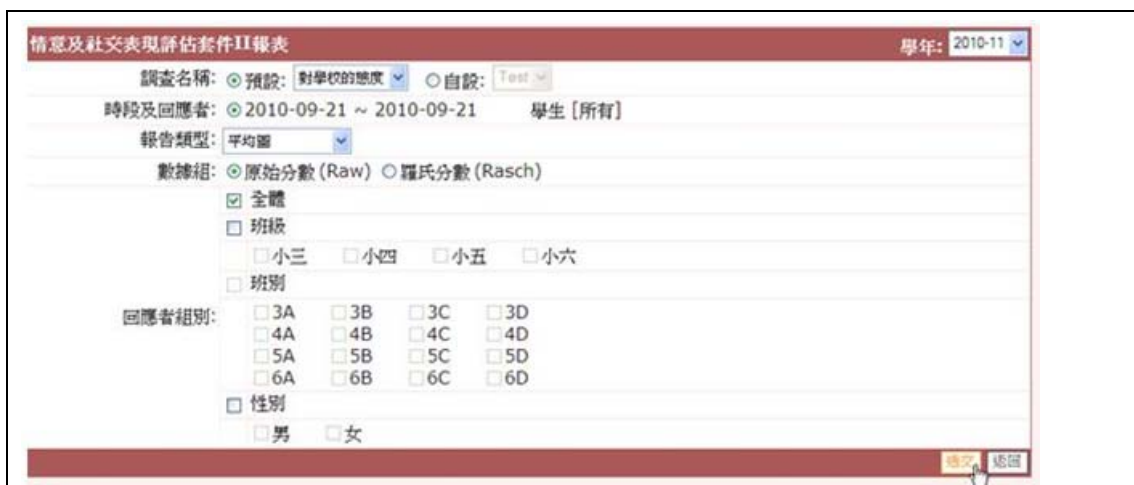 情意及社交表現評估套件II報表 學年: 2010-11
調查名稱: 預設: 對學校的態度 自設: Test
時段及回應者: 2010-09-21 ~ 2010-09-21 學生 [所有]
報告類型: 平均圖
數據組: 原始分數 (Raw) 羅氏分數 (Rasch)
全體
班級
小三 小四 小五 小六
班別
回應者組別:
3A 3B 3C 3D
4A 4B 4C 4D
5A 5B 5C 5D
6A 6B 6C 6D
性別
男 女
遞交 返回